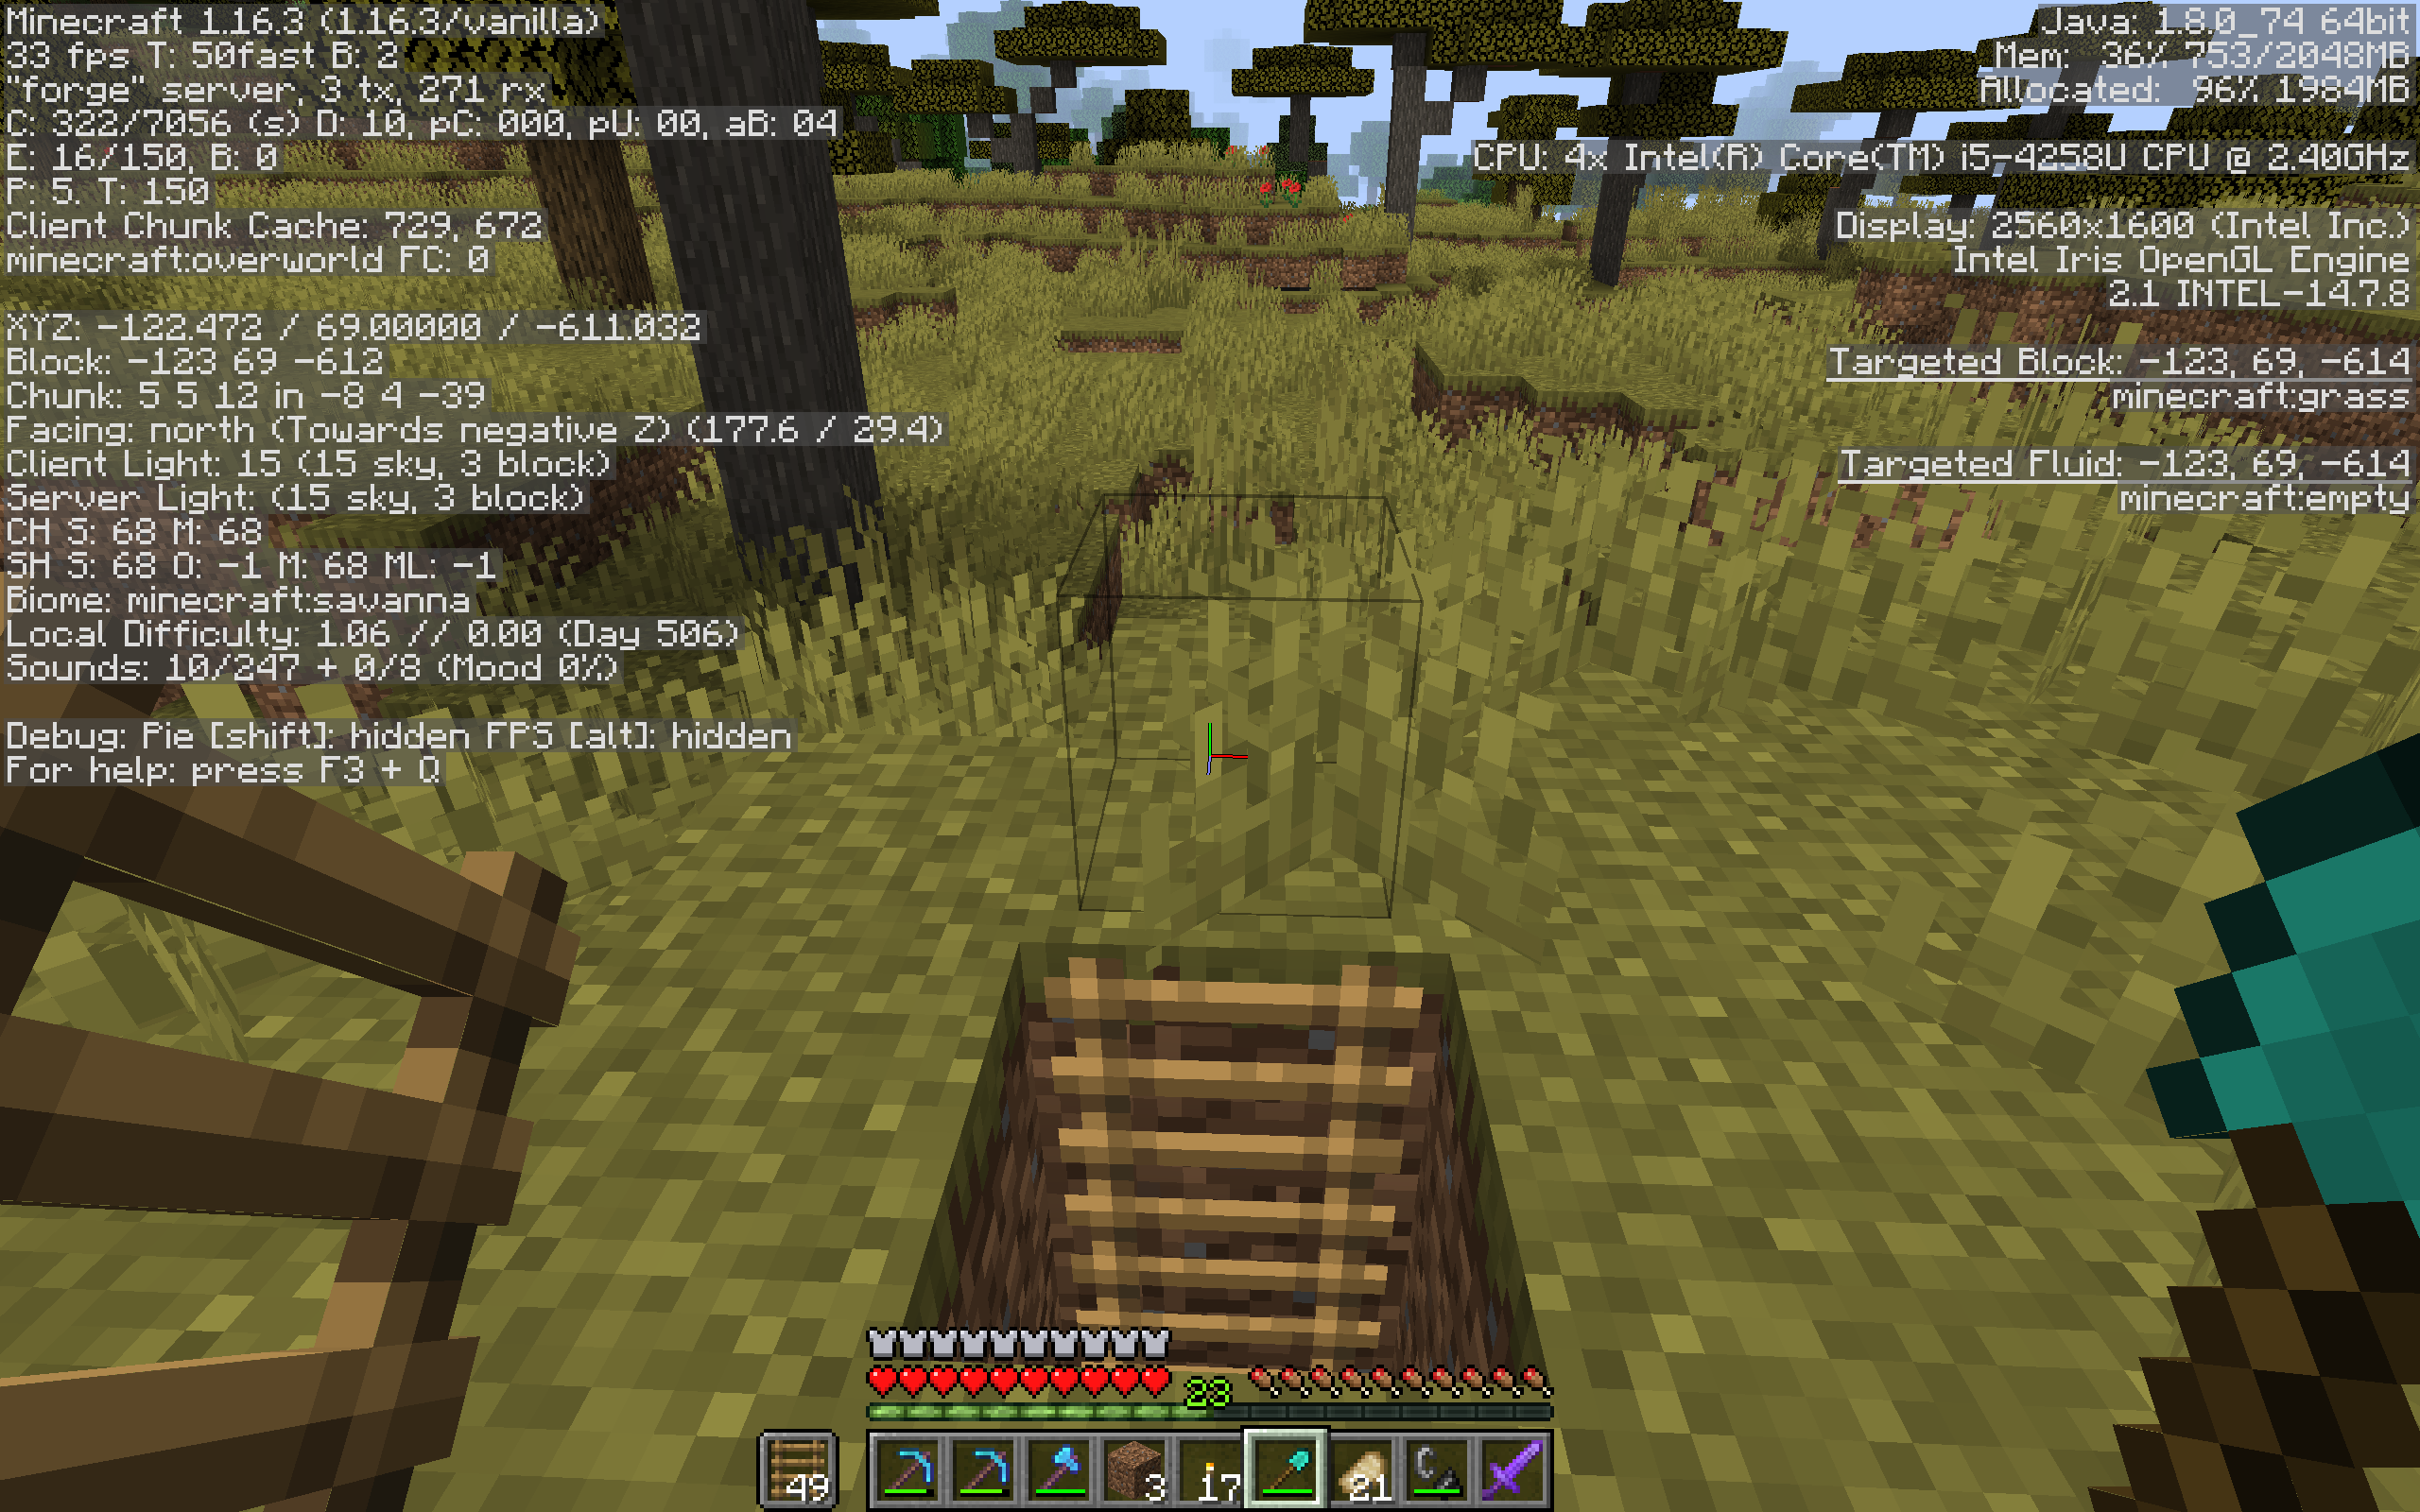 Minecraft 1.16.3 (1.16.3/vanilla)
33 fps T: 50fast B: 2
"forge" server, 3 tx, 271 rx
C: 322/7056 (s) D: 10, pC: 000, pU: 00, aB: 04
E: 16/150, B: 0
P: 5. T: 150
Client Chunk Cache: 729, 672
minecraft:overworld FC: 0
XYZ: -122.472 / 69.00000 / -611.032
Block: -123 69 -612
Chunk: 5 5 12 in -8 4 -39
Facing: north (Towards negative Z) (177.6 / 29.4)
Client Light: 15 (15 sky, 3 block)
Server Light: (15 sky, 3 block)
CH S: 68 M: 68
SH S: 68 O: -1 M: 68 ML: -1
Biome: minecraft:savanna
Local Difficulty: 1.06 // 0.00 (Day 506)
Sounds: 10/247 + 0/8 (Mood 0%)
Debug: Pie [shift]: hidden FPS [alt]: hidden
For help: press F3 + Q
Java: 1.8.0_74 64bit
Mem: 36% 753/2048MB
Allocated: 96% 1984MB
CPU: 4x Intel(R) Core(TM) i5-4258U CPU @ 2.40GHz
Display: 2560x1600 (Intel Inc.)
Intel Iris OpenGL Engine
2.1 INTEL-14.7.8
Targeted Block: -123, 69, -614
minecraft:grass
Targeted Fluid: -123, 69, -614
minecraft:empty
23
49
3
17
21